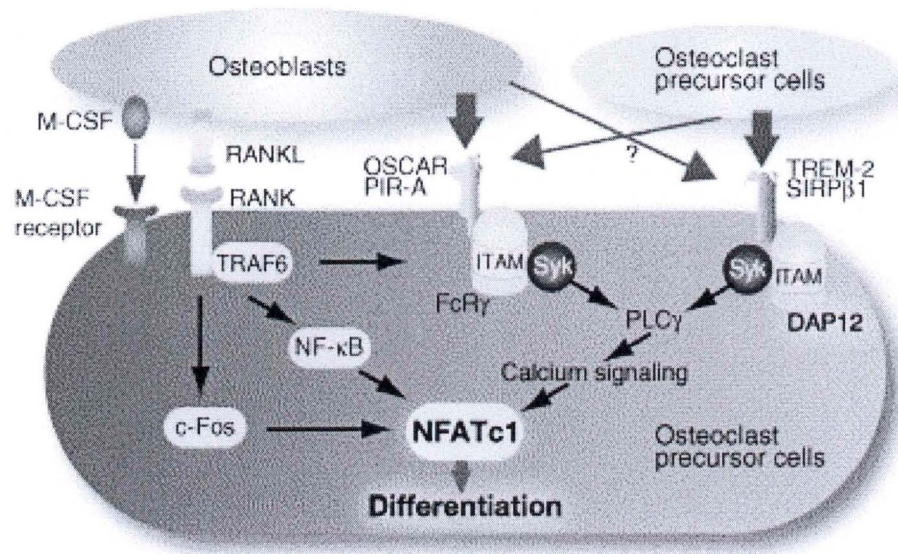 Osteoblasts
Osteoclast
precursor cells
M-CSF
RANKL
OSCAR
PIR-A
?
TREM-2
SIRPβ1
M-CSF
receptor
RANK
TRAF6
ITAM
Syk
Syk
ITAM
FcRγ
PLCγ
DAP12
NF-κB
Calcium signaling
c-Fos
NFATc1
Osteoclast
precursor cells
Differentiation